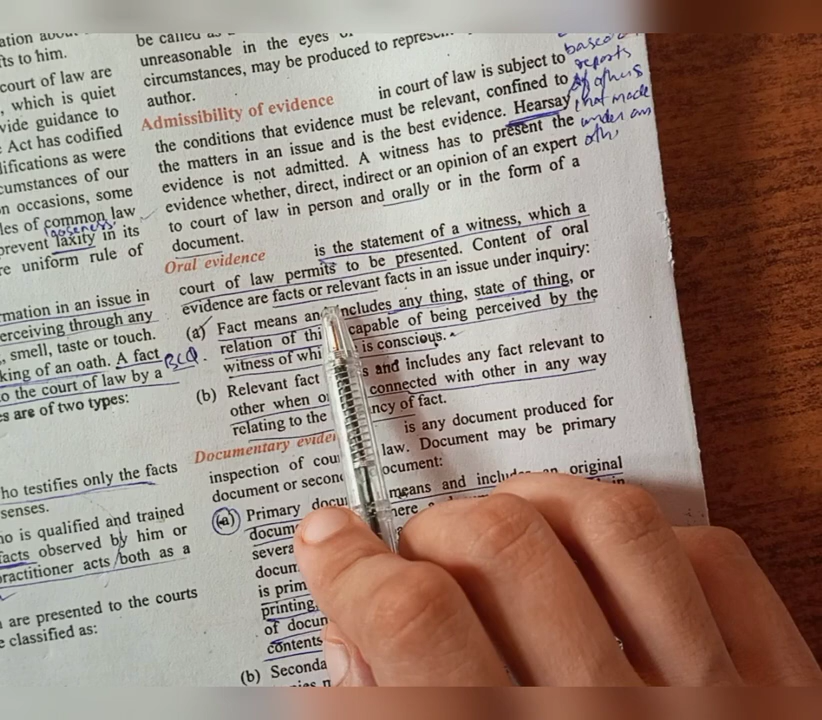 fts to him.
court of law are
, which is quiet
vide guidance to
Act has codified
lifications as were
cumstances of our
n occasions, some
les of common law
looseness.
prevent laxity in its
re uniform rule of
rmation in an issue in
erceiving through any
, smell, taste or touch.
king of an oath. A fact
o the court of law by a
es are of two types:
ho testifies only the facts
senses.
ho is qualified and trained
facts observed by him or
practitioner acts both as a
are presented to the courts
e classified as:
unreasonable in the eyes
circumstances, may be produced to
author.
Admissibility of evidence in court of law is subject to
the conditions that evidence must be relevant, confined to
the matters in an issue and is the best evidence. Hearsay
evidence is not admitted. A witness has to present the
evidence whether, direct, indirect or an opinion of an expert
to court of law in person and orally or in the form of a
document.
reports
of others
that made
under an
Oral evidence is the statement of a witness, which a
court of law permits to be presented. Content of oral
evidence are facts or relevant facts in an issue under inquiry:
(a) Fact means and includes any thing, state of thing, or
relation of thi capable of being perceived by the
witness of whi is conscious.
(b) Relevant fact s and includes any fact relevant to
other when o connected with other in any way
relating to the ncy of fact.
Documentary evide is any document produced for
inspection of cou law. Document may be primary
document or secon ocument:
(a) Primary docu means and includes an original
docum
severa
docum
is prim
printing,
of docun
contents
(b) Seconda